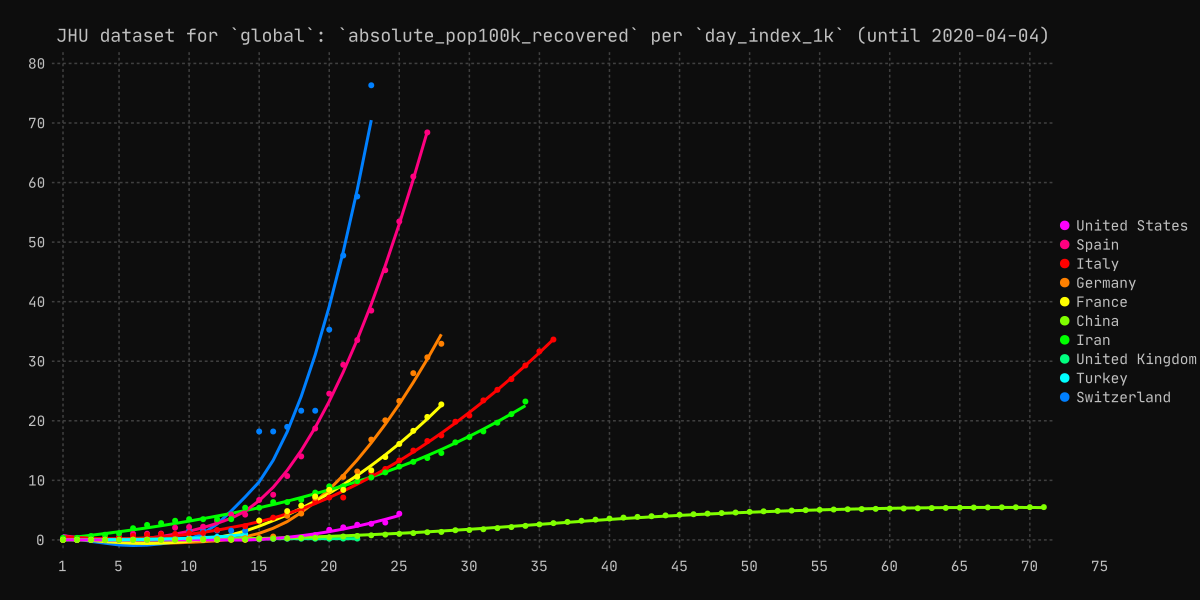 JHU dataset for `global`: `absolute_pop100k_recovered` per `day_index_1k` (until 2020-04-04)
80
70
60
50
40
30
20
10
0
1 5 10 15 20 25 30 35 40 45 50 55 60 65 70 75
United States
Spain
Italy
Germany
France
China
Iran
United Kingdom
Turkey
Switzerland